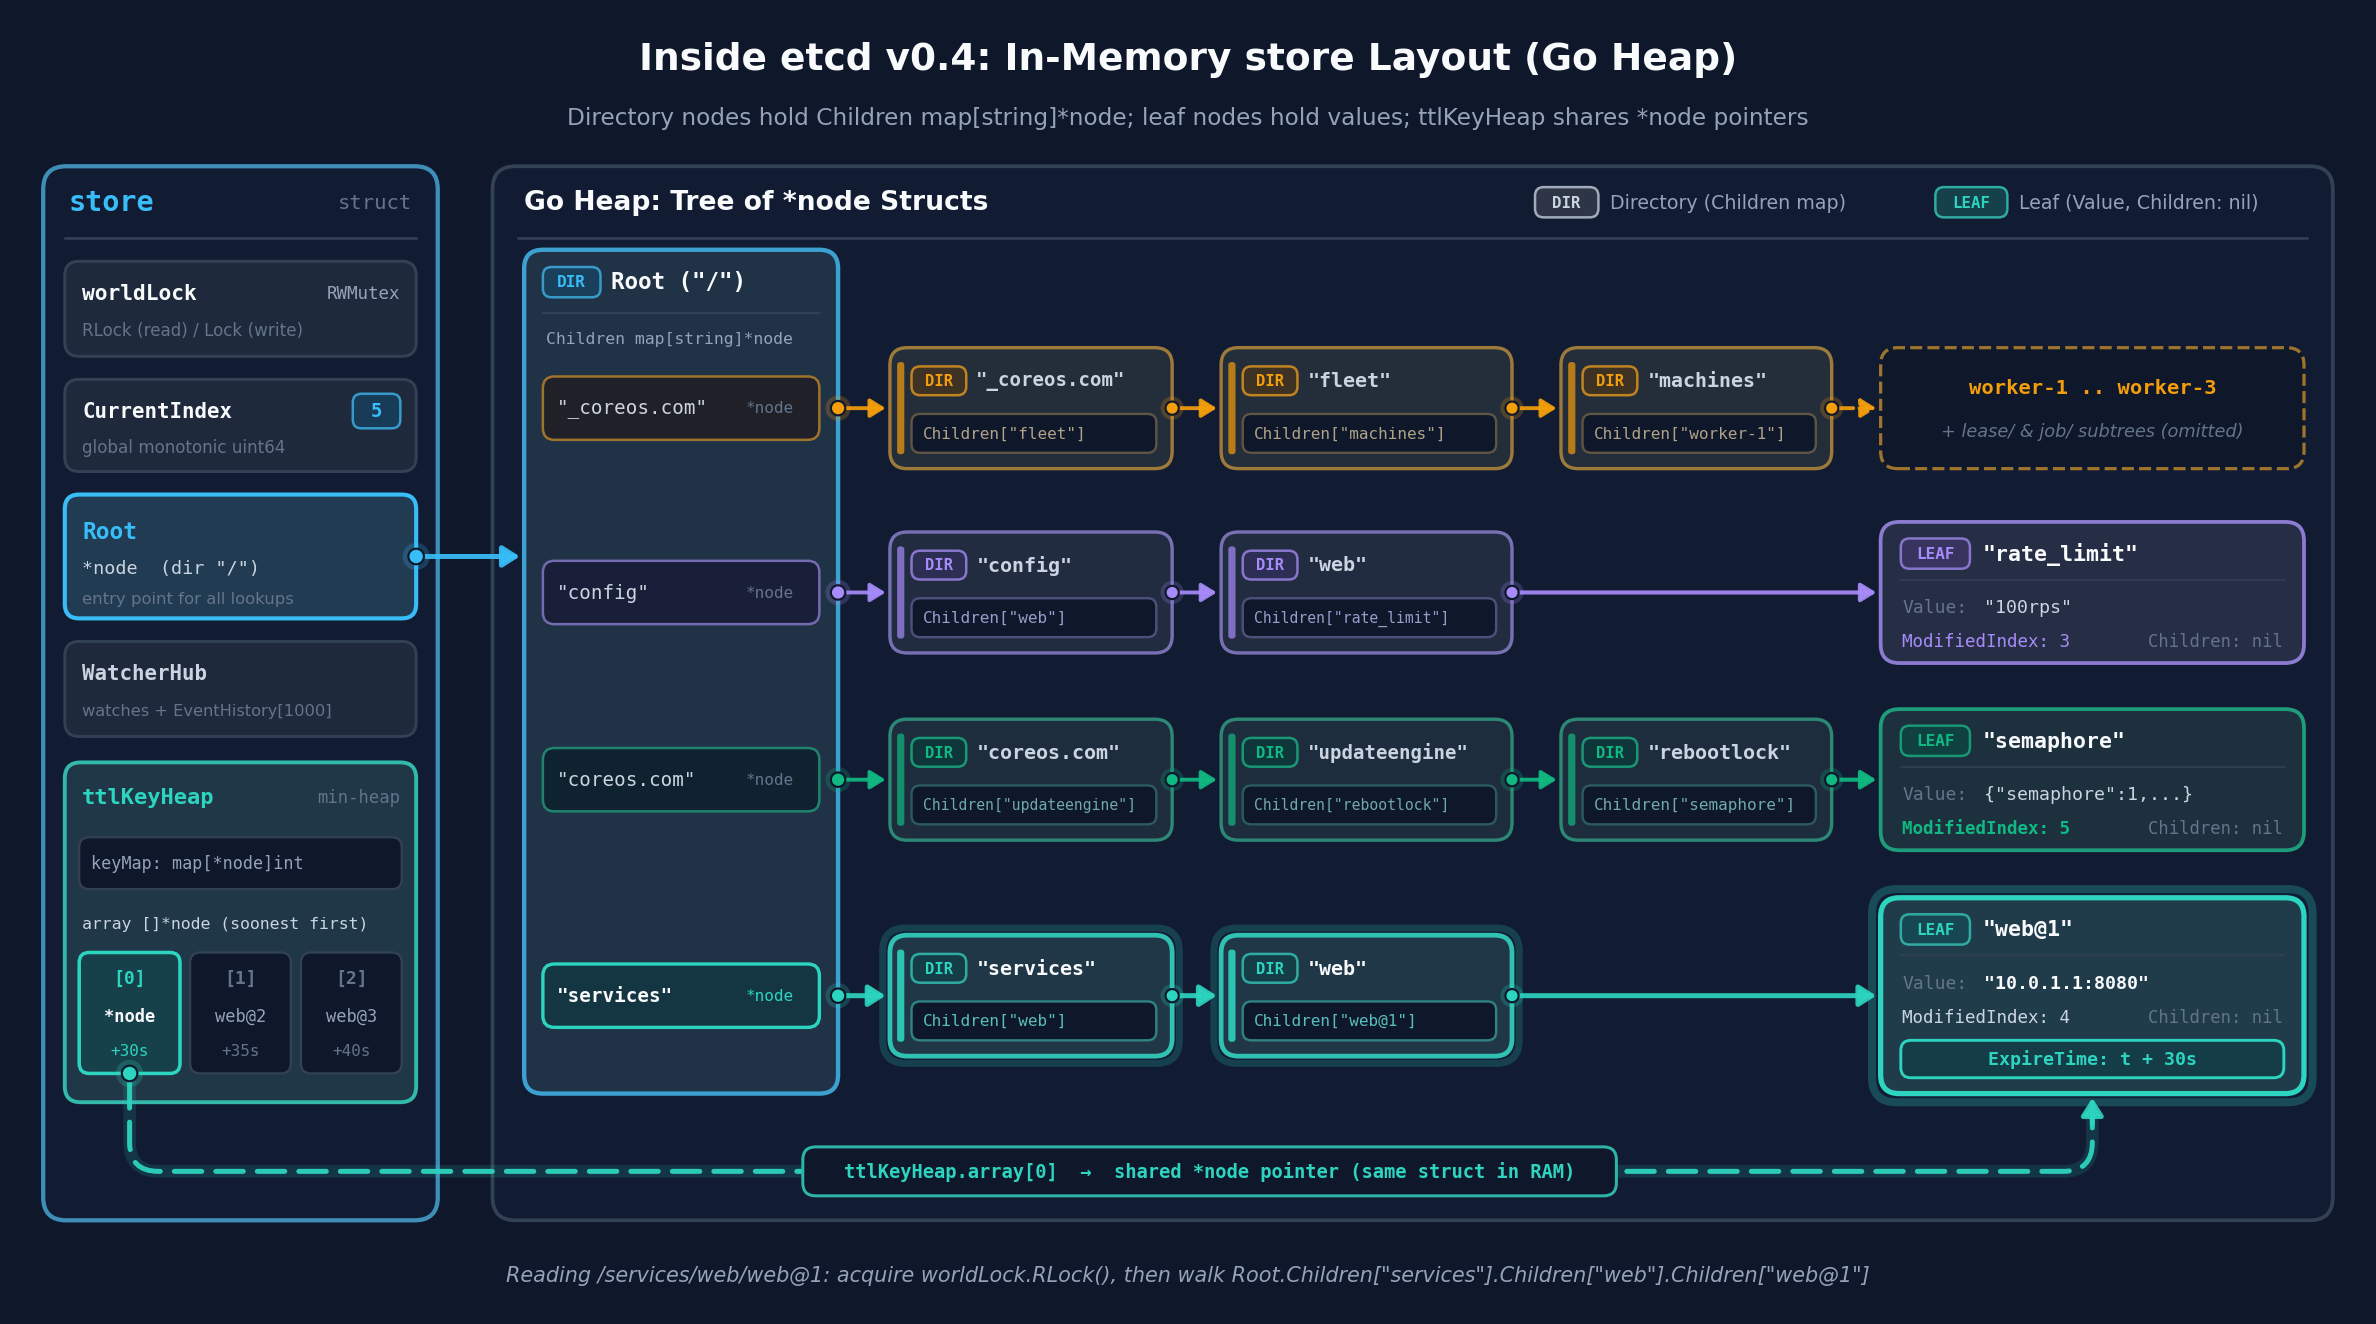 Inside etcd v0.4: In-Memory store Layout (Go Heap)
Directory nodes hold Children map[string]*node; leaf nodes hold values; ttlKeyHeap shares *node pointers
store struct
worldLock RWMutex
RLock (read) / Lock (write)
CurrentIndex 5
global monotonic uint64
Root
*node (dir "/")
entry point for all lookups
WatcherHub
watches + EventHistory[1000]
ttlKeyHeap min-heap
keyMap: map[*node]int
array []*node (soonest first)
[0] [1] [2]
*node web@2 web@3
+30s +35s +40s
Go Heap: Tree of *node Structs
DIR Directory (Children map)
LEAF Leaf (Value, Children: nil)
DIR Root ("/")
Children map[string]*node
"_coreos.com" *node
DIR "_coreos.com"
Children["fleet"]
DIR "fleet"
Children["machines"]
DIR "machines"
Children["worker-1"]
worker-1 .. worker-3
+ lease/ & job/ subtrees (omitted)
"config" *node
DIR "config"
Children["web"]
DIR "web"
Children["rate_limit"]
LEAF "rate_limit"
Value: "100rps"
ModifiedIndex: 3 Children: nil
"coreos.com" *node
DIR "coreos.com"
Children["updateengine"]
DIR "updateengine"
Children["rebootlock"]
DIR "rebootlock"
Children["semaphore"]
LEAF "semaphore"
Value: {"semaphore":1,...}
ModifiedIndex: 5 Children: nil
"services" *node
DIR "services"
Children["web"]
DIR "web"
Children["web@1"]
LEAF "web@1"
Value: "10.0.1.1:8080"
ModifiedIndex: 4 Children: nil
ExpireTime: t + 30s
ttlKeyHeap.array[0] → shared *node pointer (same struct in RAM)
Reading /services/web/web@1: acquire worldLock.RLock(), then walk Root.Children["services"].Children["web"].Children["web@1"]